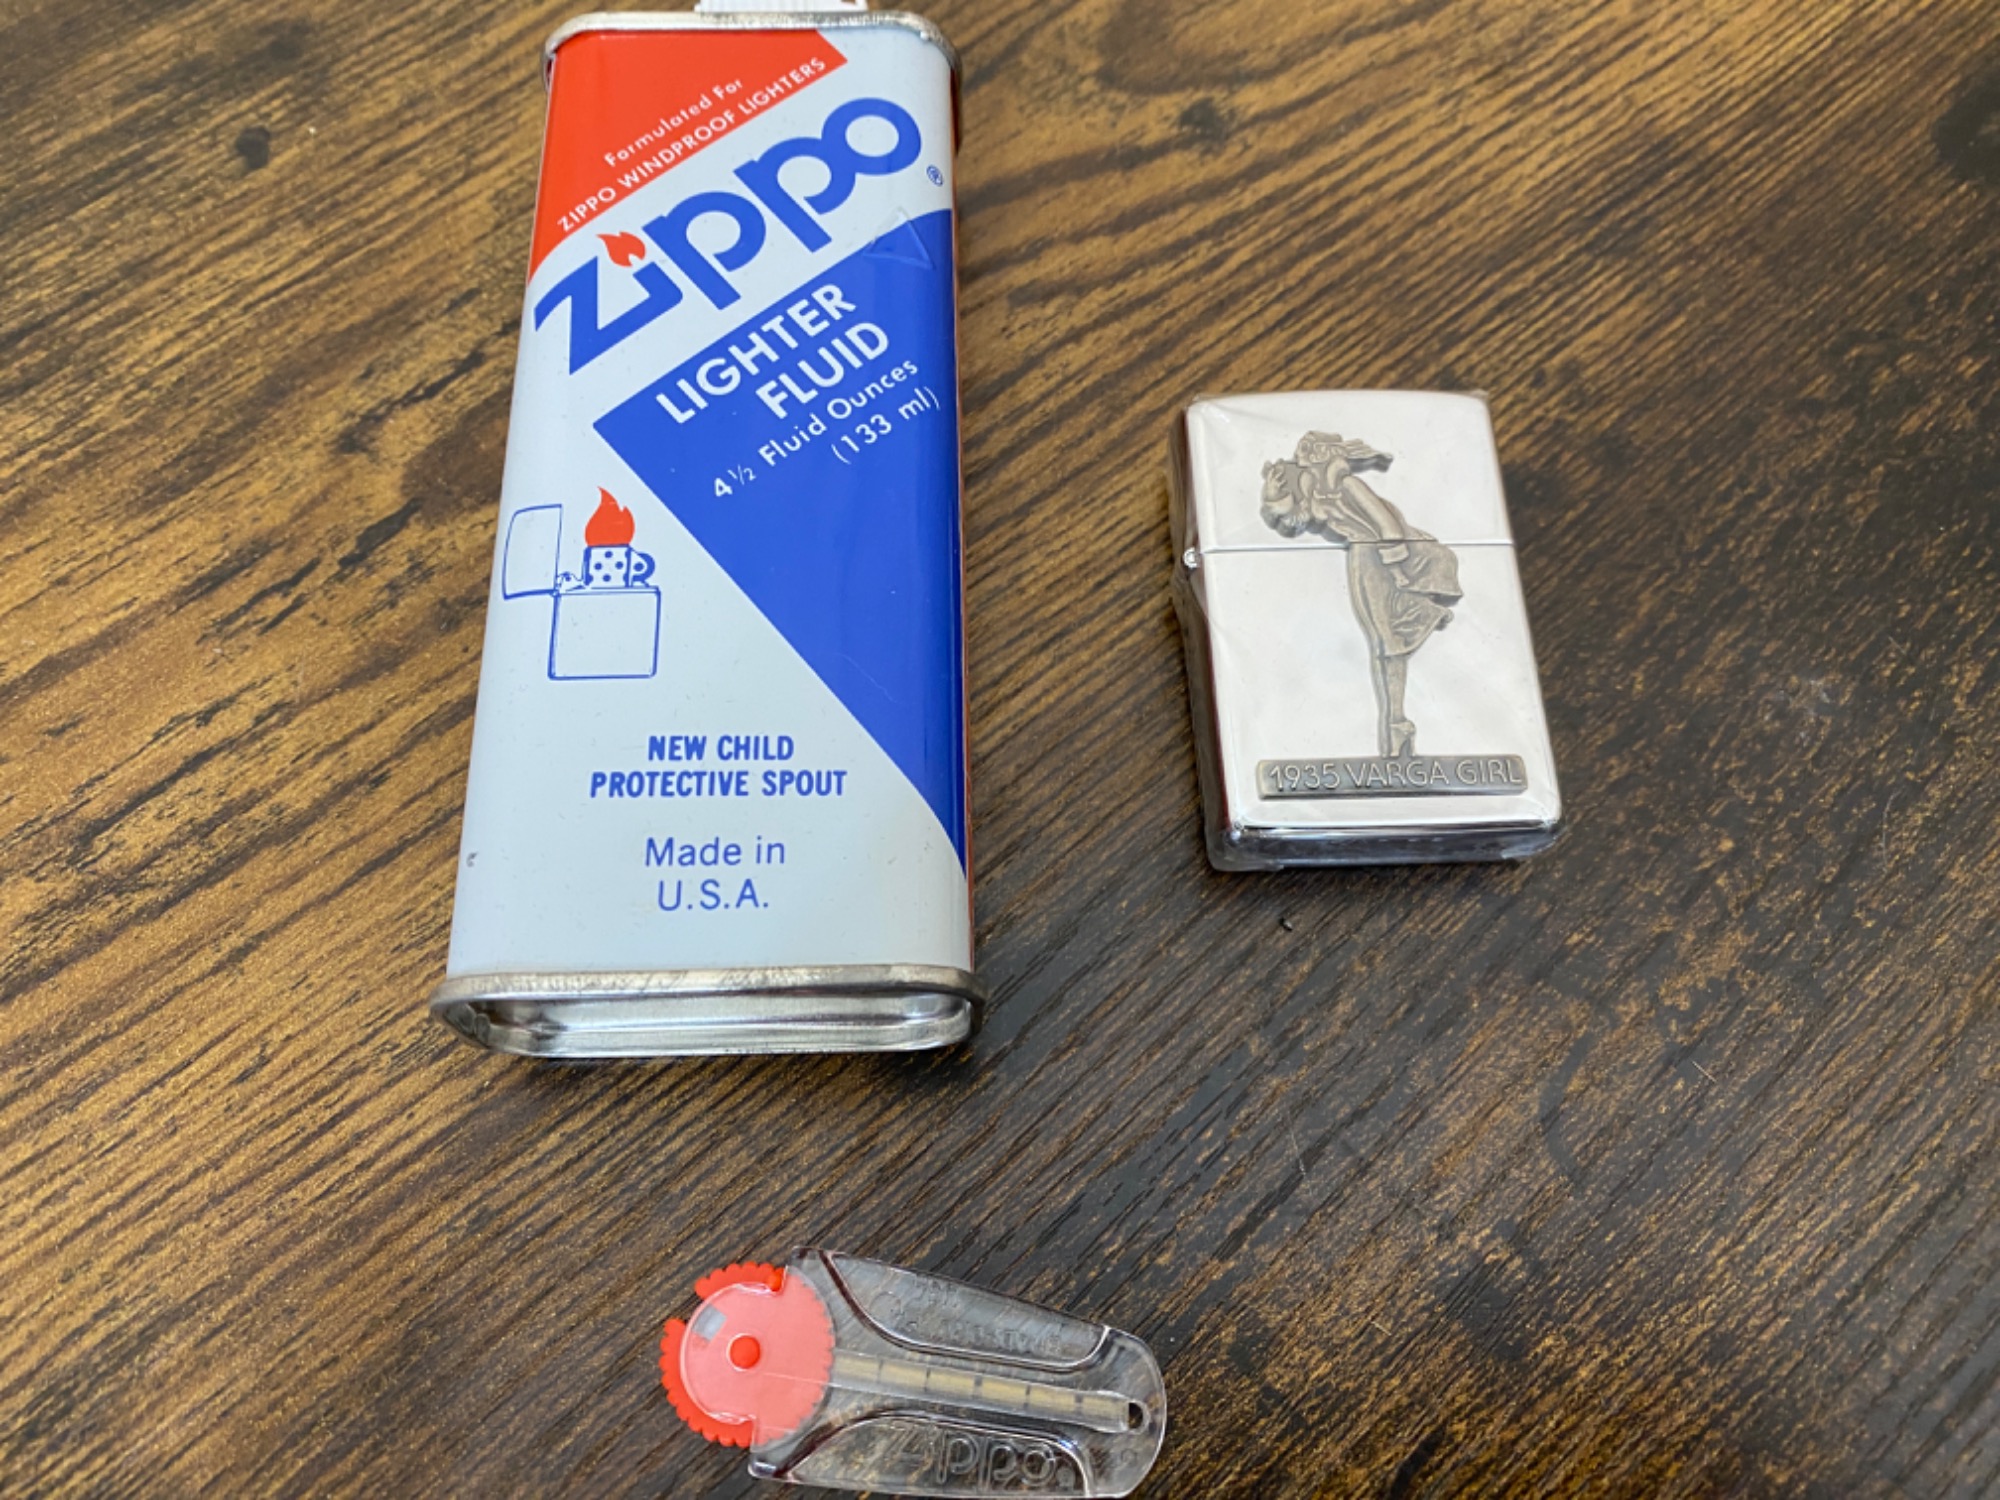 Formulated For
ZIPPO WINDPROOF LIGHTERS
Zippo®
LIGHTER
FLUID
4½ Fluid Ounces
(133 ml)
NEW CHILD
PROTECTIVE SPOUT
Made in
U.S.A.
1935 VARGA GIRL
Zippo